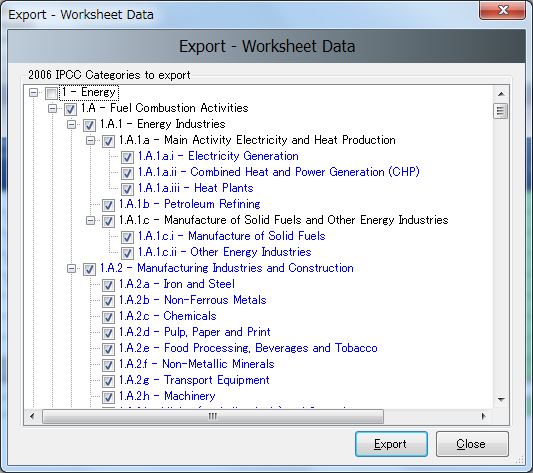 Export - Worksheet Data
Export - Worksheet Data
2006 IPCC Categories to export
1 - Energy
1.A - Fuel Combustion Activities
1.A.1 - Energy Industries
1.A.1.a - Main Activity Electricity and Heat Production
1.A.1.a.i - Electricity Generation
1.A.1.a.ii - Combined Heat and Power Generation (CHP)
1.A.1.a.iii - Heat Plants
1.A.1.b - Petroleum Refining
1.A.1.c - Manufacture of Solid Fuels and Other Energy Industries
1.A.1.c.i - Manufacture of Solid Fuels
1.A.1.c.ii - Other Energy Industries
1.A.2 - Manufacturing Industries and Construction
1.A.2.a - Iron and Steel
1.A.2.b - Non-Ferrous Metals
1.A.2.c - Chemicals
1.A.2.d - Pulp, Paper and Print
1.A.2.e - Food Processing, Beverages and Tobacco
1.A.2.f - Non-Metallic Minerals
1.A.2.g - Transport Equipment
1.A.2.h - Machinery
Export Close